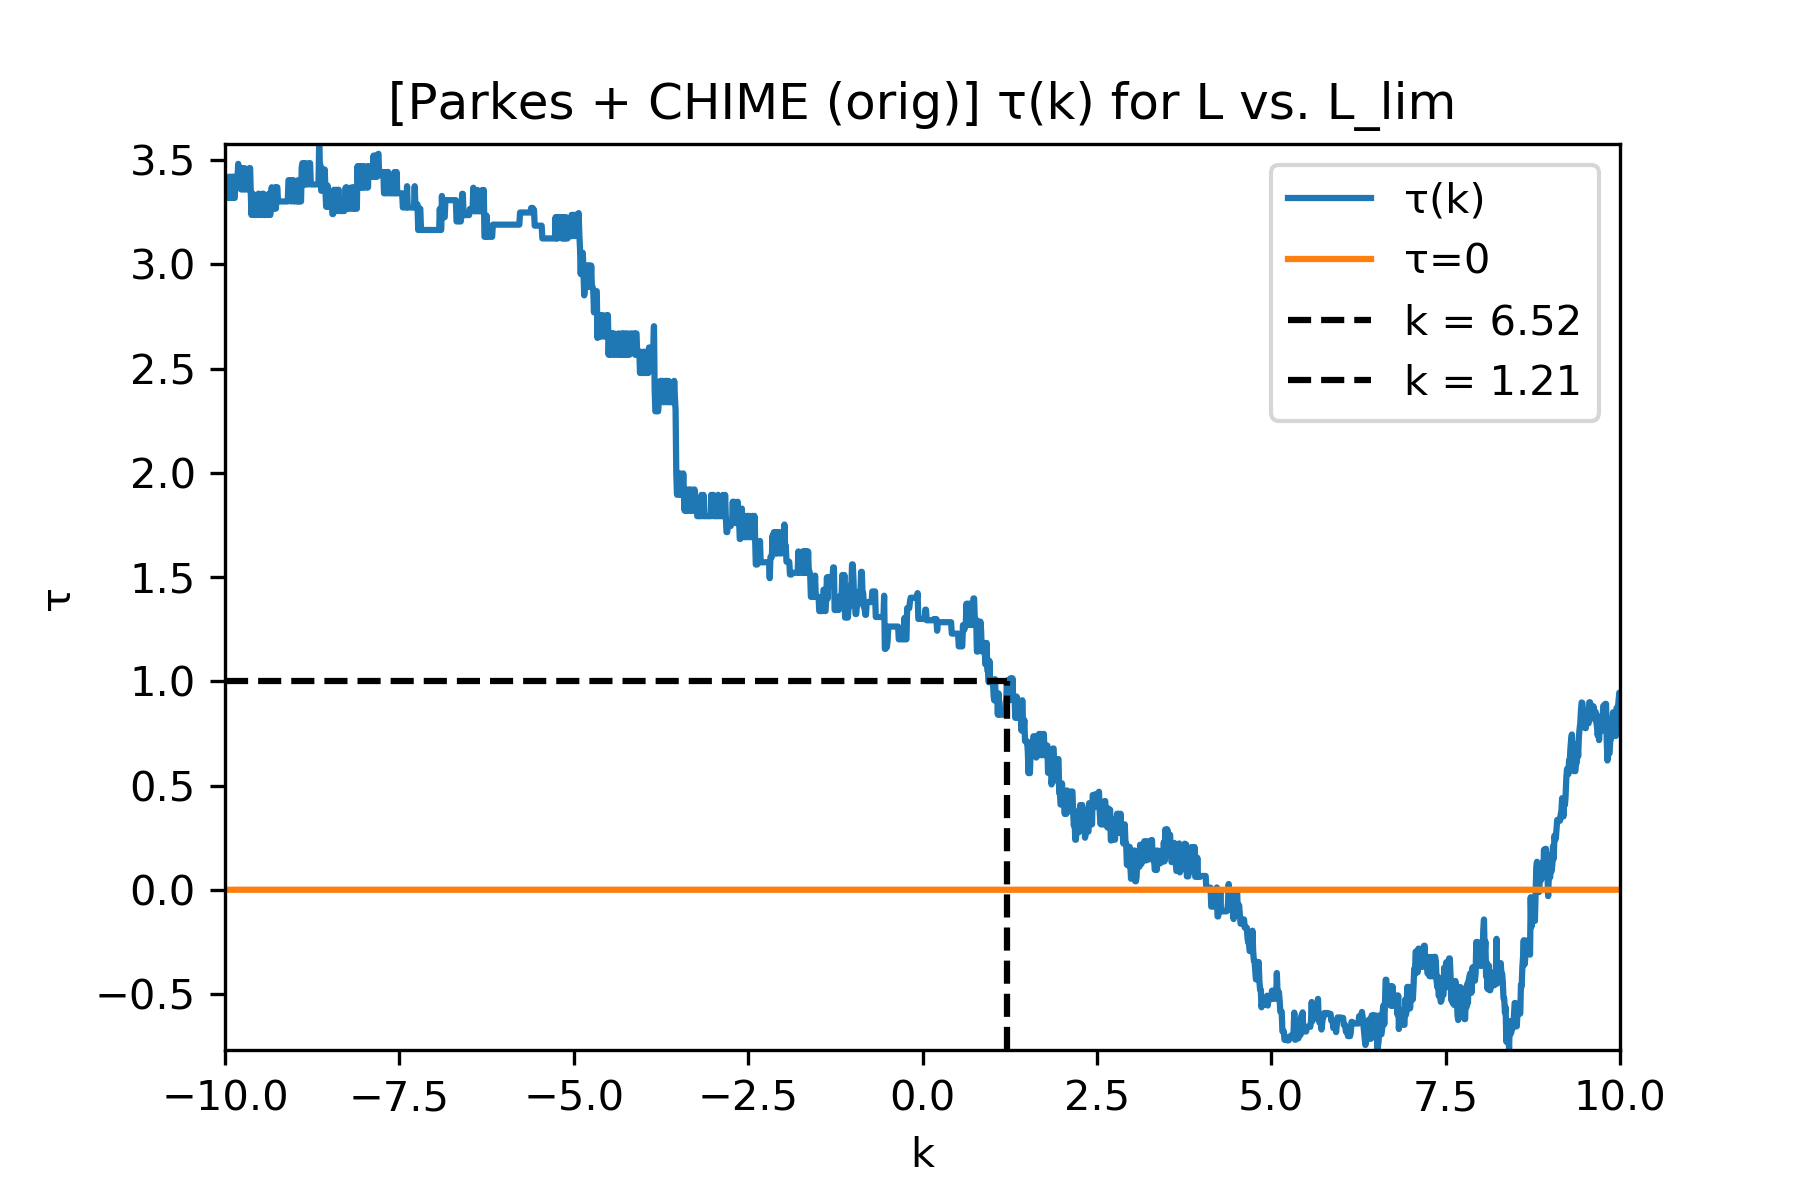 [Parkes + CHIME (orig)] τ(k) for L vs. L_lim
τ(k)
τ=0
k = 6.52
k = 1.21
3.5
3.0
2.5
2.0
1.5
1.0
0.5
0.0
−0.5
τ
−10.0 −7.5 −5.0 −2.5 0.0 2.5 5.0 7.5 10.0
k